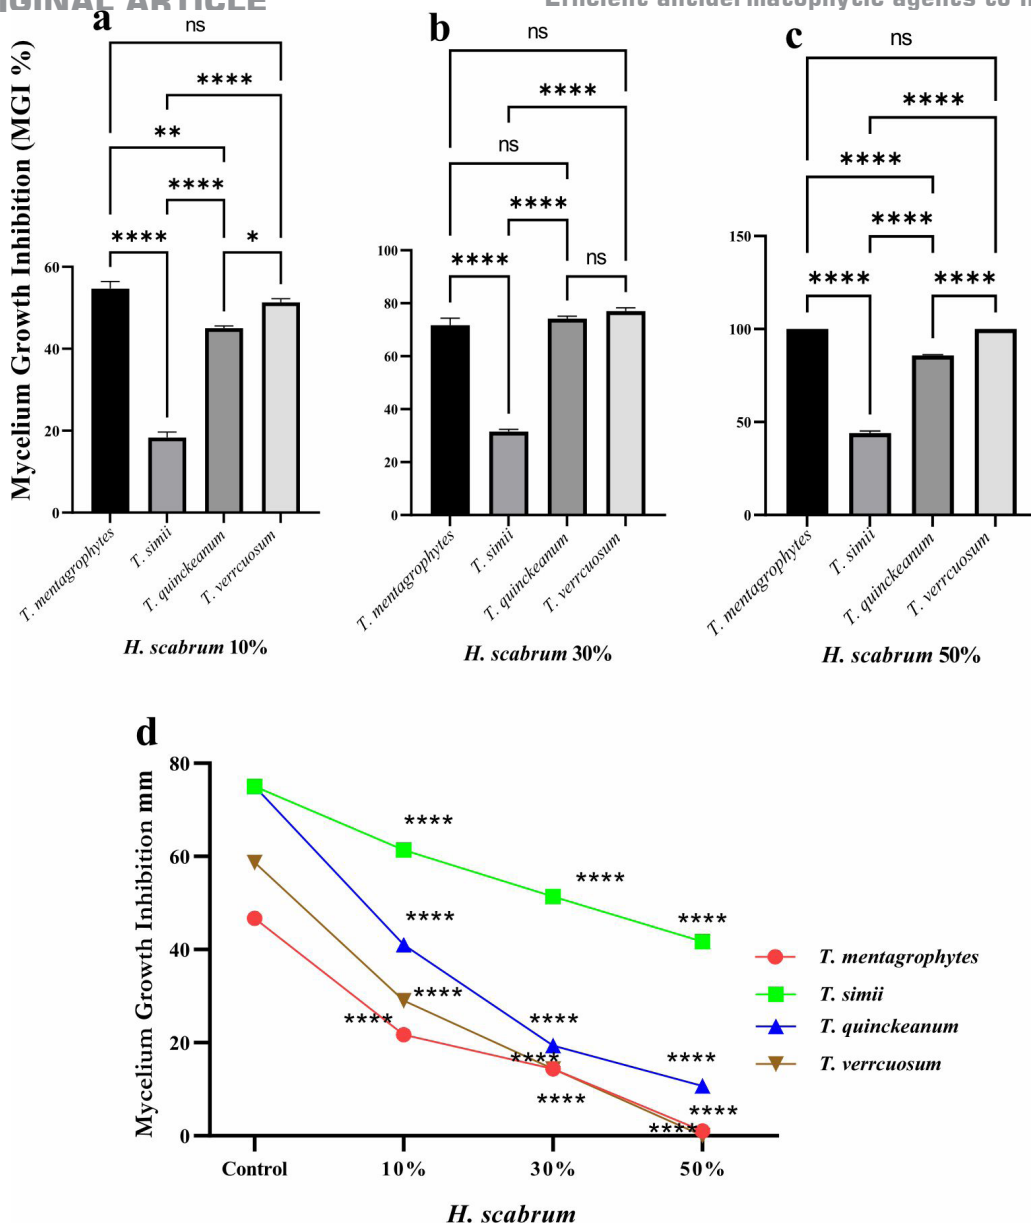 IGINAL ARTICLE
Efficient antidermatophytic agents to
a
b
c
Mycelium Growth Inhibition (MGI %)
ns
****
**
****
****
*
60
40
20
0
T. mentagrophytes
T. simii
T. quinckeanum
T. verrcuosum
H. scabrum 10%
ns
****
ns
****
****
ns
100
80
60
40
20
0
T. mentagrophytes
T. simii
T. quinckeanum
T. verrcuosum
H. scabrum 30%
ns
****
****
****
****
****
150
100
50
0
T. mentagrophytes
T. simii
T. quinckeanum
T. verrcuosum
H. scabrum 50%
d
Mycelium Growth Inhibition mm
80
60
40
20
0
****
****
****
****
****
****
****
****
****
****
****
****
Control
10%
30%
50%
H. scabrum
T. mentagrophytes
T. simii
T. quinckeanum
T. verrcuosum